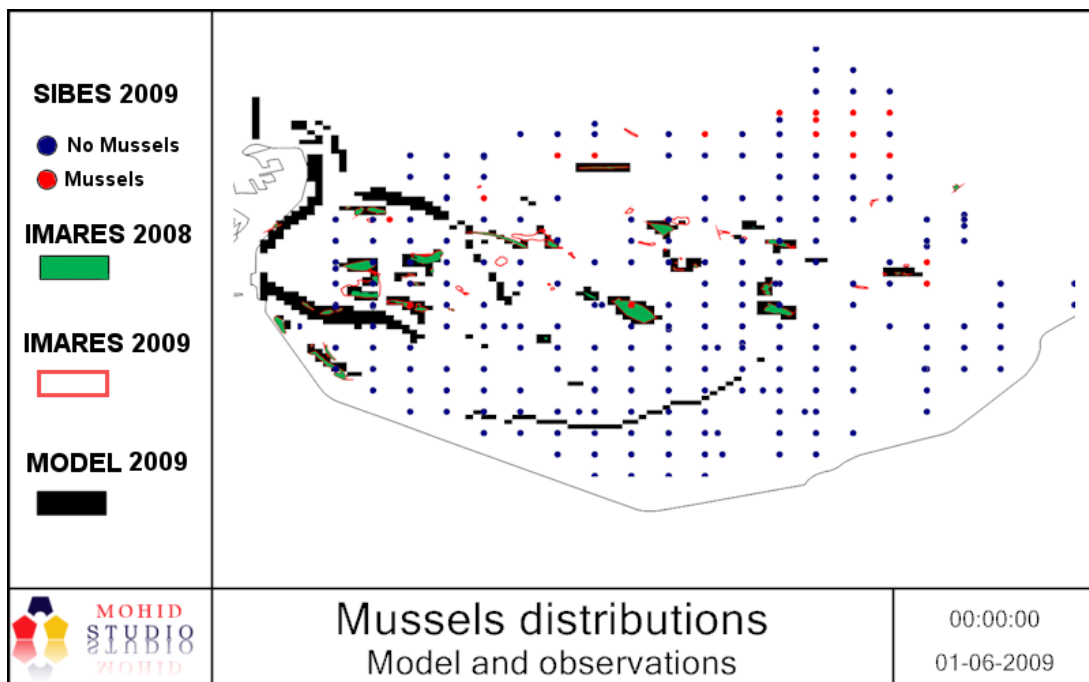 SIBES 2009
No Mussels
Mussels
IMARES 2008
IMARES 2009
MODEL 2009
MOHID
STUDIO
Mussels distributions
Model and observations
00:00:00
01-06-2009